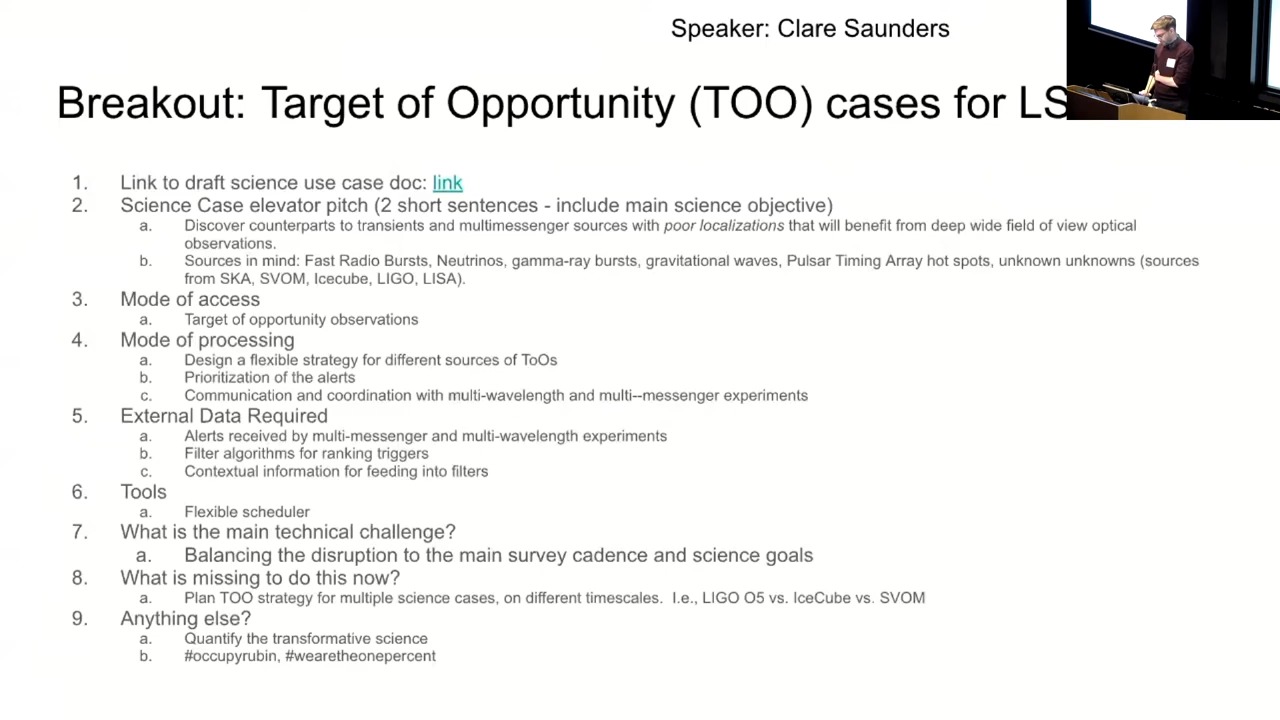 Speaker: Clare Saunders
Breakout: Target of Opportunity (TOO) cases for LS
1. Link to draft science use case doc: link
2. Science Case elevator pitch (2 short sentences - include main science objective)
a. Discover counterparts to transients and multimessenger sources with poor localizations that will benefit from deep wide field of view optical
observations.
b. Sources in mind: Fast Radio Bursts, Neutrinos, gamma-ray bursts, gravitational waves, Pulsar Timing Array hot spots, unknown unknowns (sources
from SKA, SVOM, Icecube, LIGO, LISA).
3. Mode of access
a. Target of opportunity observations
4. Mode of processing
a. Design a flexible strategy for different sources of ToOs
b. Prioritization of the alerts
c. Communication and coordination with multi-wavelength and multi--messenger experiments
5. External Data Required
a. Alerts received by multi-messenger and multi-wavelength experiments
b. Filter algorithms for ranking triggers
c. Contextual information for feeding into filters
6. Tools
a. Flexible scheduler
7. What is the main technical challenge?
a. Balancing the disruption to the main survey cadence and science goals
8. What is missing to do this now?
a. Plan TOO strategy for multiple science cases, on different timescales. I.e., LIGO O5 vs. IceCube vs. SVOM
9. Anything else?
a. Quantify the transformative science
b. #occupyrubin, #wearetheonepercent